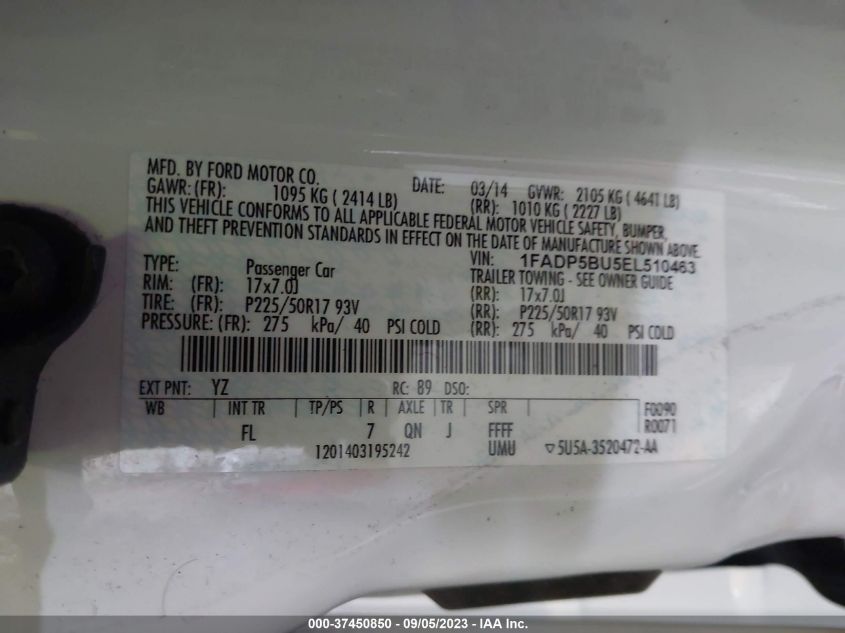 MFD. BY FORD MOTOR CO. DATE: 03/14 GVWR: 2105 KG ( 4641 LB)
GAWR: (FR): 1095 KG ( 2414 LB) (RR): 1010 KG ( 2227 LB)
THIS VEHICLE CONFORMS TO ALL APPLICABLE FEDERAL MOTOR VEHICLE SAFETY, BUMPER,
AND THEFT PREVENTION STANDARDS IN EFFECT ON THE DATE OF MANUFACTURE SHOWN ABOVE.
VIN: 1FADP5BU5EL510463
TYPE: Passenger Car TRAILER TOWING - SEE OWNER GUIDE
RIM: (FR): 17x7.0J (RR): 17x7.0J
TIRE: (FR): P225/50R17 93V (RR): P225/50R17 93V
PRESSURE: (FR): 275 kPa/ 40 PSI COLD (RR): 275 kPa/ 40 PSI COLD
EXT PNT: YZ RC: 89 DSO:
WB INT TR TP/PS R AXLE TR SPR F0090
FL 7 QN J FFFF R0071
1201403195242 UMU ▽5U5A-3520472-AA
000-37450850 - 09/05/2023 - IAA Inc.